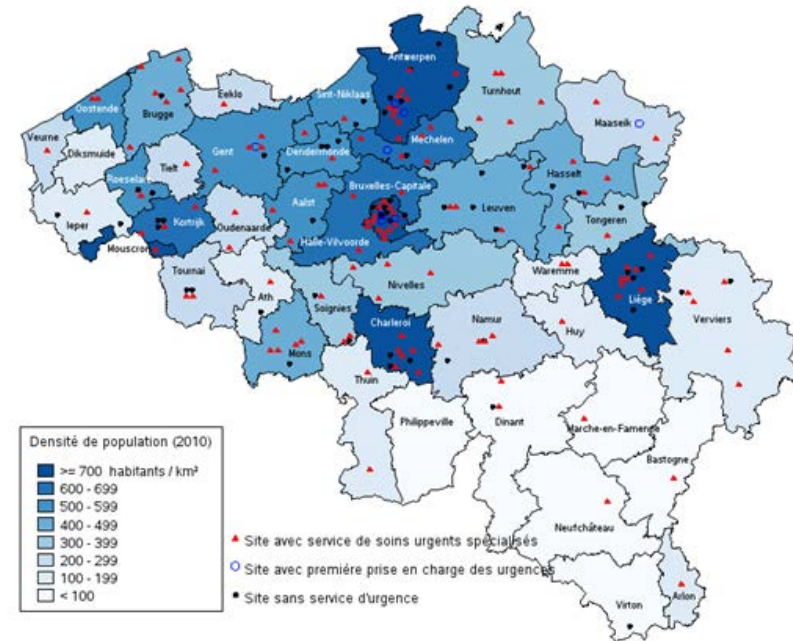 Antwerpen
Turnhout
Maaseik
Sint-Niklaas
Eeklo
Oostende
Brugge
Veurne
Diksmuide
Gent
Dendermonde
Mechelen
Tielt
Roeselare
Hasselt
Bruxelles-Capitale
Aalst
Leuven
Tongeren
Ieper
Kortrijk
Oudenaarde
Halle-Vilvoorde
Mouscron
Tournai
Ath
Nivelles
Waremme
Liège
Soignies
Verviers
Charleroi
Namur
Huy
Mons
Thuin
Philippeville
Dinant
Marche-en-Famenne
Bastogne
Neufchâteau
Arlon
Virton
Densité de population (2010)
>= 700 habitants / km²
600 - 699
500 - 599
400 - 499
300 - 399
200 - 299
100 - 199
< 100
Site avec service de soins urgents spécialisés
Site avec première prise en charge des urgences
Site sans service d'urgence